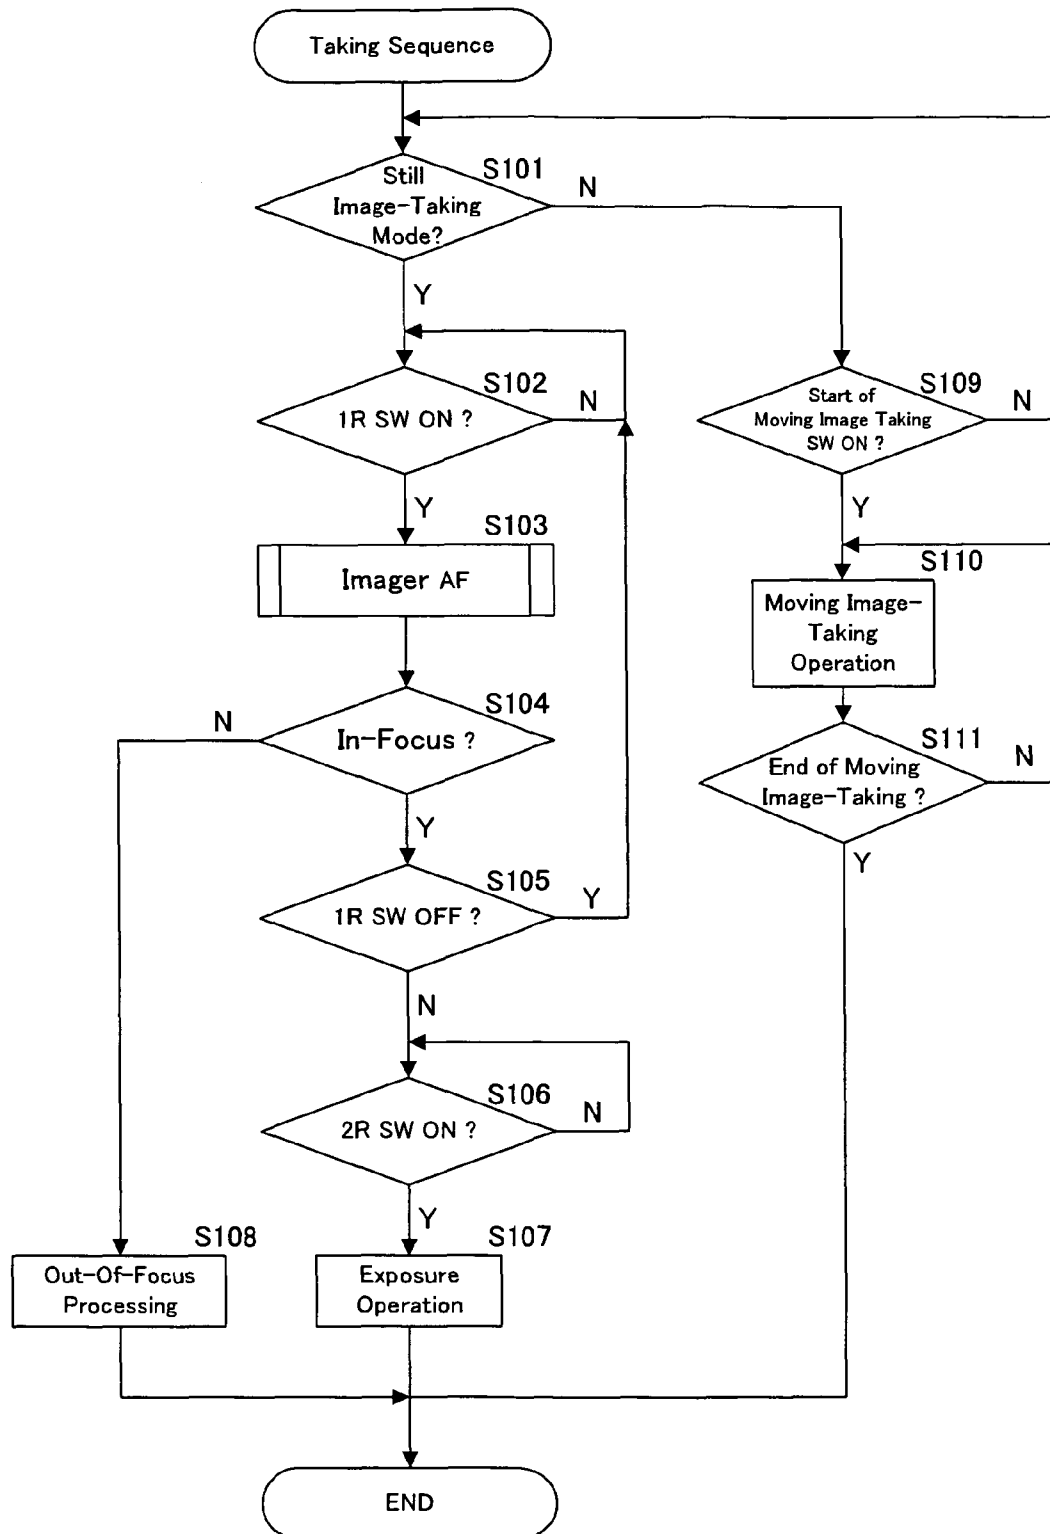 Taking Sequence
S101
Still
Image-Taking
Mode?
N
Y
S102
1R SW ON ?
N
Y
S103
Imager AF
S104
In-Focus ?
N
Y
S105
1R SW OFF ?
Y
N
S106
2R SW ON ?
N
Y
S108
Out-Of-Focus
Processing
S107
Exposure
Operation
S109
Start of
Moving Image Taking
SW ON ?
N
Y
S110
Moving Image-
Taking
Operation
S111
End of Moving
Image-Taking ?
N
Y
END